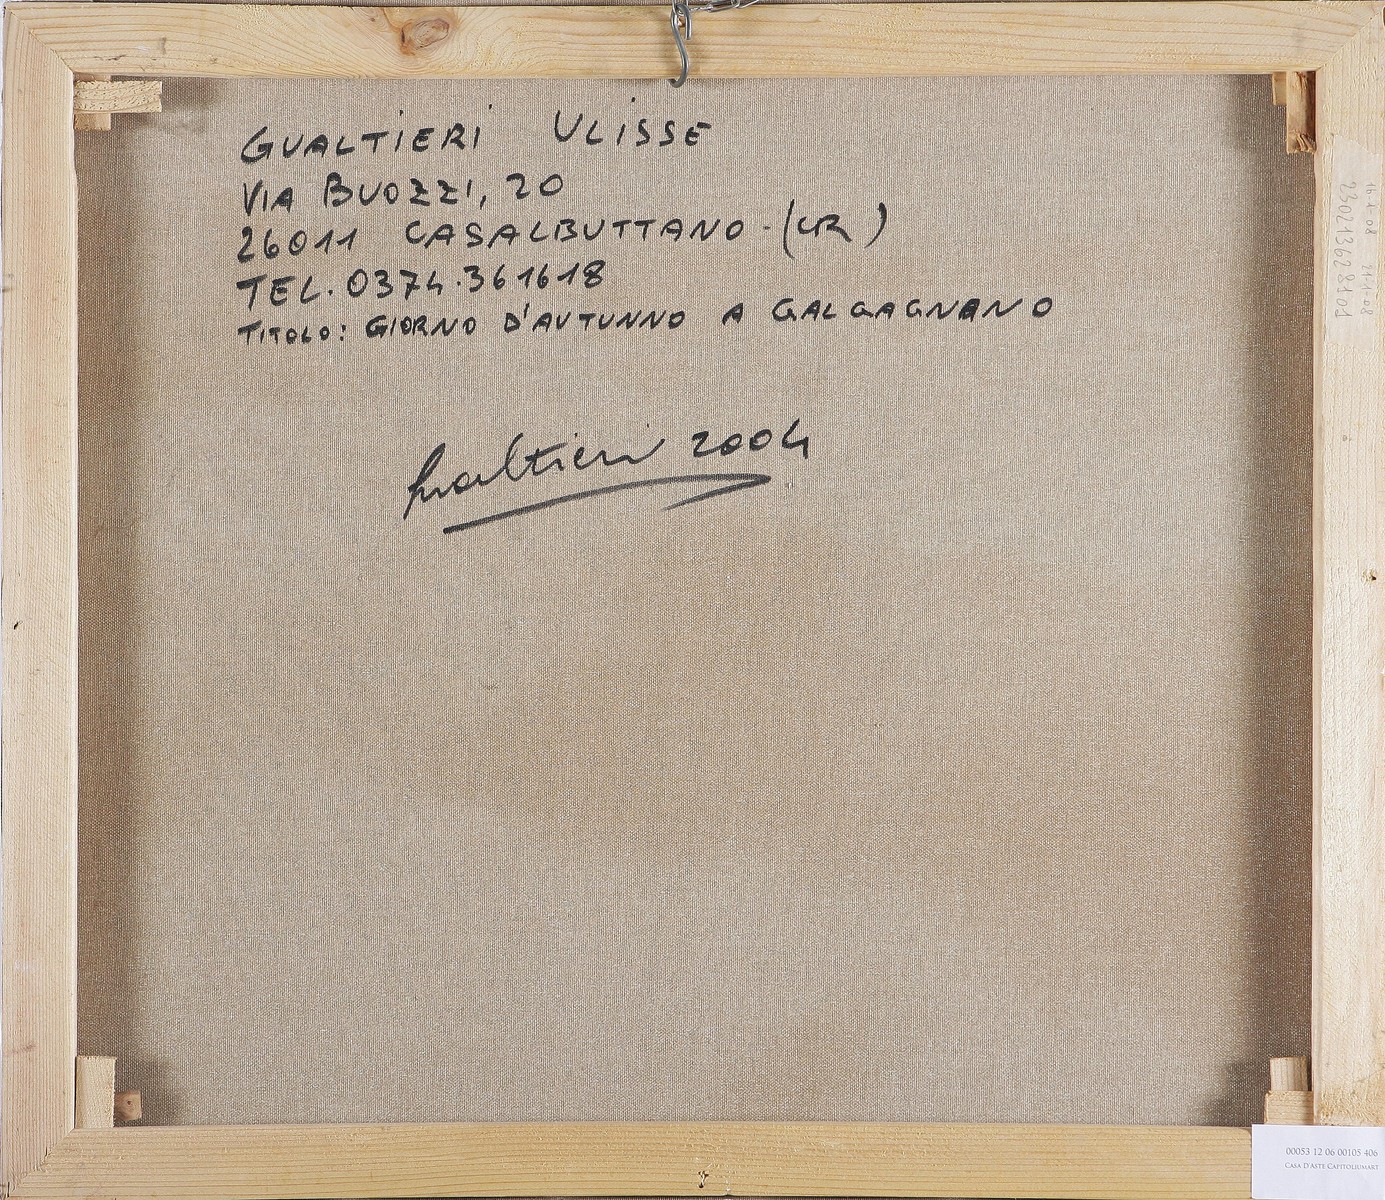 GUALTIERI ULISSE
VIA BUOZZI, 20
26011 CASALBUTTANO - (CR)
TEL. 0374.361618
TITOLO: GIORNO D'AUTUNNO A GALGAGNANO
Gualtieri 2004
00053 12 06 00105 406
CASA D'ASTE CAPITOLIUMART